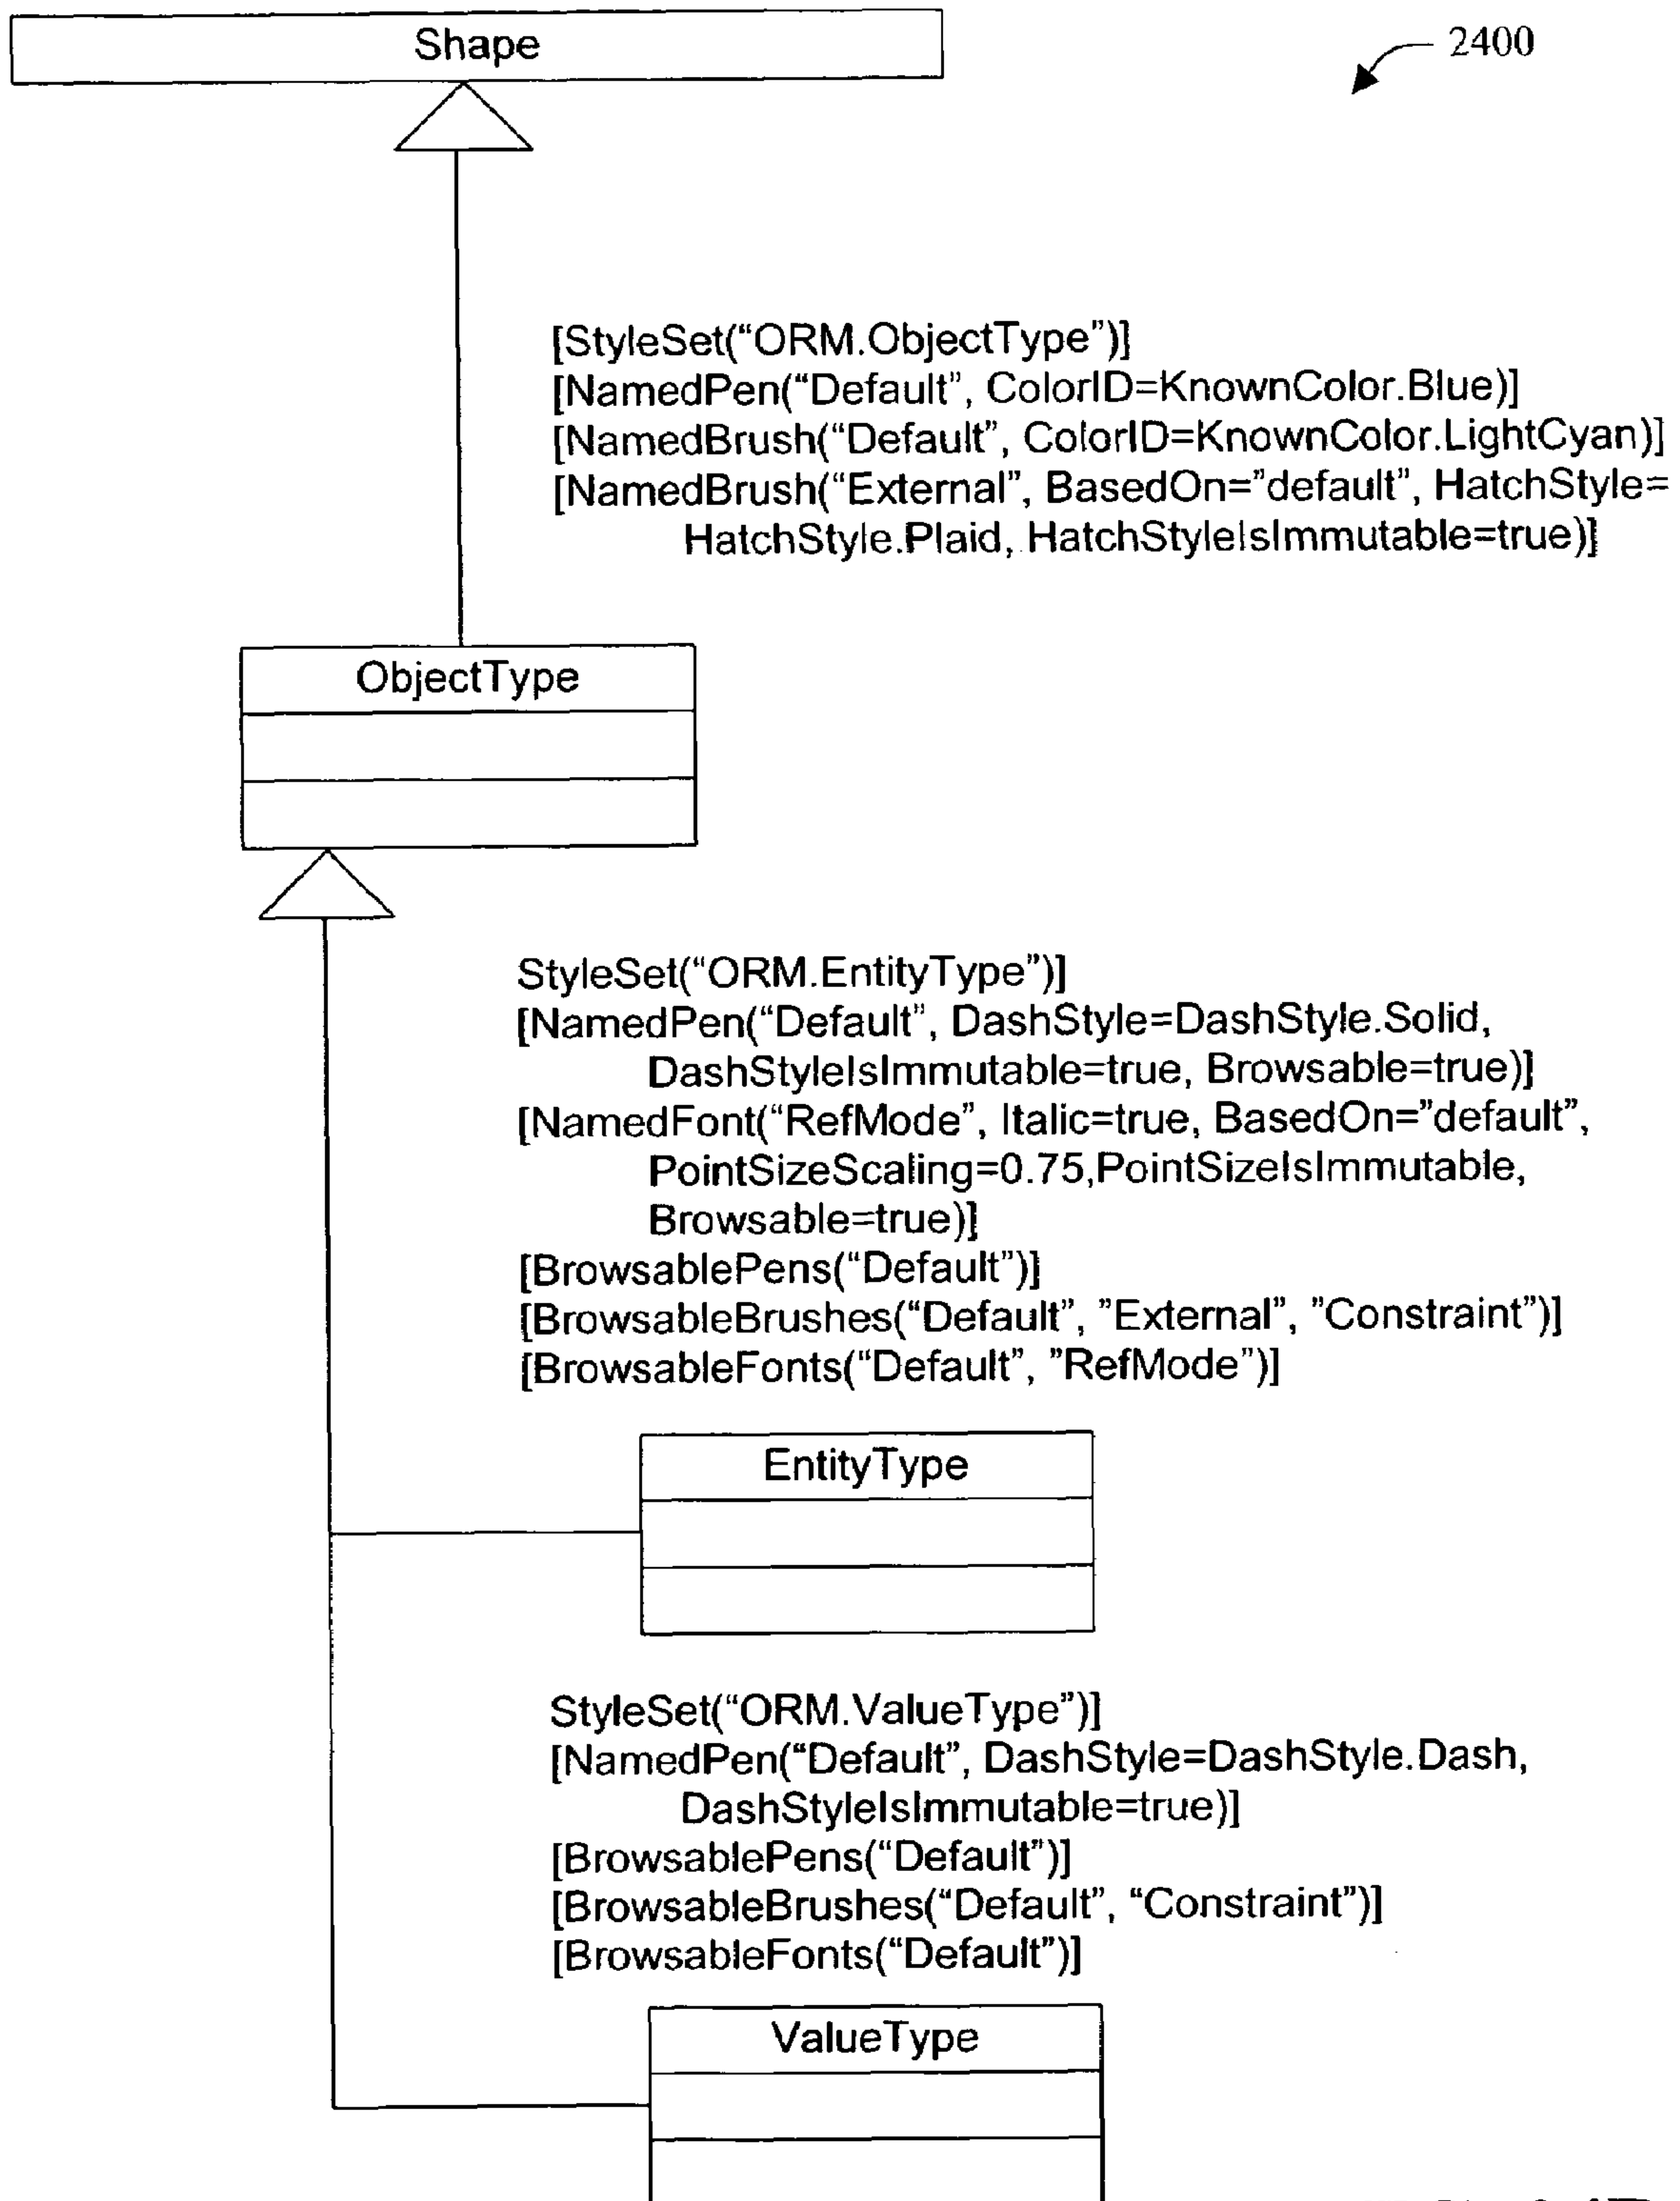 Shape
2400
[StyleSet(“ORM.ObjectType”)]
[NamedPen(“Default”, ColorID=KnownColor.Blue)]
[NamedBrush(“Default”, ColorID=KnownColor.LightCyan)]
[NamedBrush(“External”, BasedOn=”default”, HatchStyle=
HatchStyle.Plaid, HatchStyleIsImmutable=true)]
ObjectType
StyleSet(“ORM.EntityType”)]
[NamedPen(“Default”, DashStyle=DashStyle.Solid,
DashStyleIsImmutable=true, Browsable=true)]
[NamedFont(“RefMode”, Italic=true, BasedOn=”default”,
PointSizeScaling=0.75,PointSizeIsImmutable,
Browsable=true)]
[BrowsablePens(“Default”)]
[BrowsableBrushes(“Default”, ”External”, ”Constraint”)]
[BrowsableFonts(“Default”, ”RefMode”)]
EntityType
StyleSet(“ORM.ValueType”)]
[NamedPen(“Default”, DashStyle=DashStyle.Dash,
DashStyleIsImmutable=true)]
[BrowsablePens(“Default”)]
[BrowsableBrushes(“Default”, “Constraint”)]
[BrowsableFonts(“Default”)]
ValueType